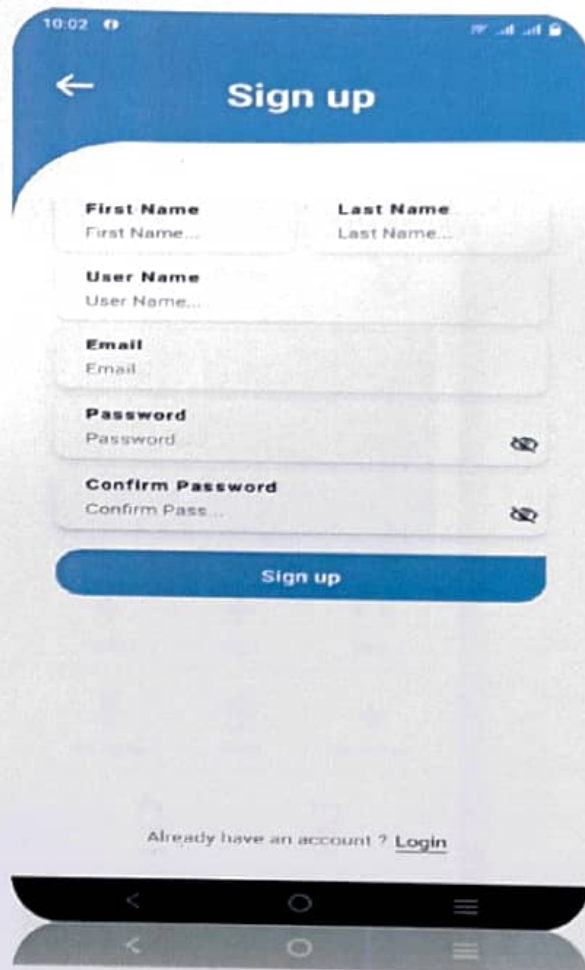 10:02
Sign up
First Name Last Name
First Name... Last Name...
User Name
User Name...
Email
Email...
Password
Password...
Confirm Password
Confirm Pass...
Sign up
Already have an account ? Login